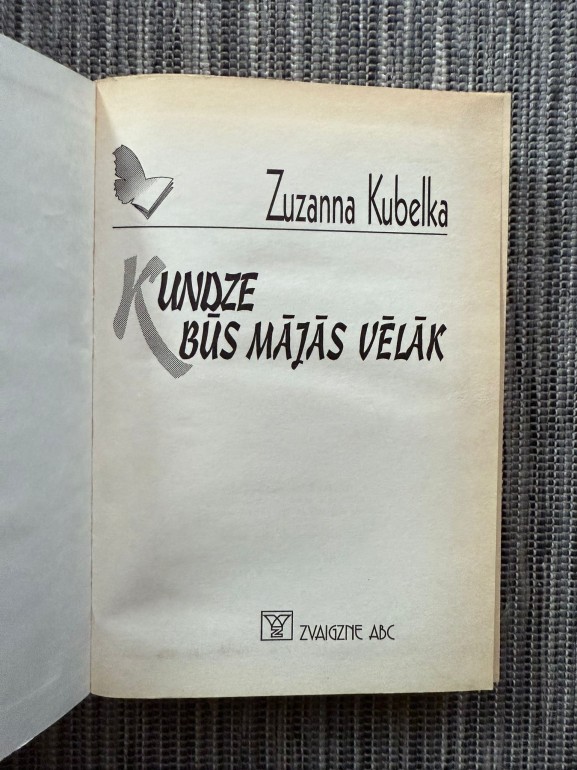 Zuzanna Kubelka
KUNDZE
BŪS MĀJĀS VĒLĀK
ZVAIGZNE ABC